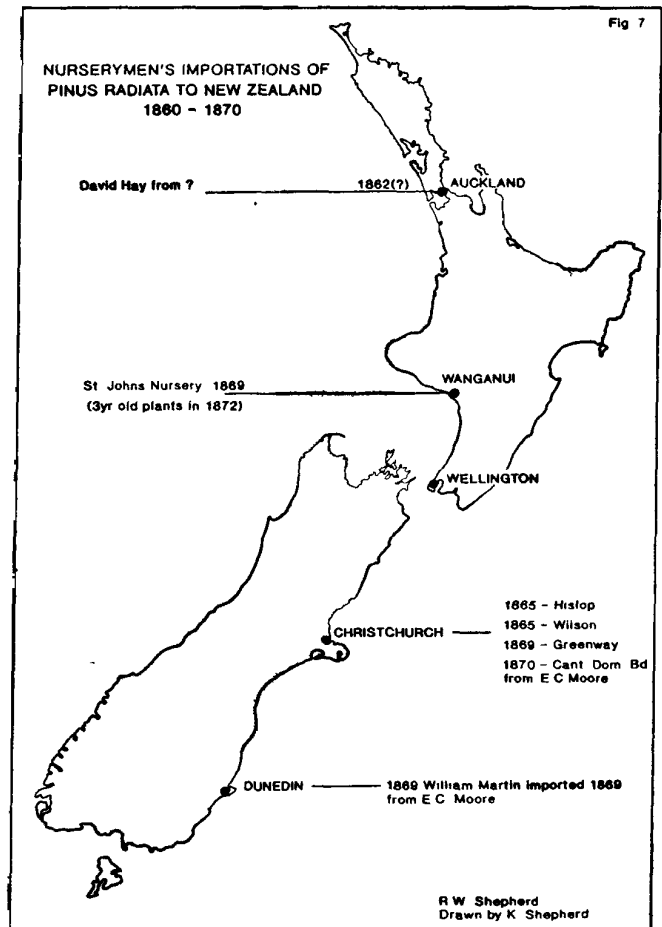 Fig 7
NURSERYMEN'S IMPORTATIONS OF
PINUS RADIATA TO NEW ZEALAND
1860 - 1870
David Hay from ?
1862(?)
AUCKLAND
St Johns Nursery 1869
(3yr old plants in 1872)
WANGANUI
WELLINGTON
CHRISTCHURCH
1865 - Hislop
1865 - Wilson
1869 - Greenway
1870 - Cant Dom Bd
from E C Moore
DUNEDIN
1869 William Martin imported 1869
from E C Moore
R W Shepherd
Drawn by K Shepherd